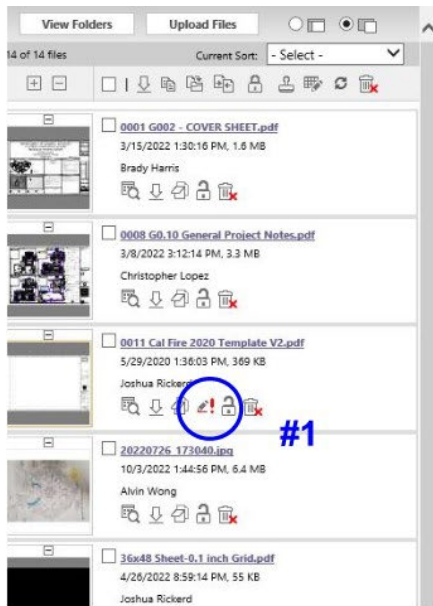 View Folders Upload Files
14 of 14 files Current Sort: - Select -
0001 G002 - COVER SHEET.pdf
3/15/2022 1:30:16 PM, 1.6 MB
Brady Harris
0008 G0.10 General Project Notes.pdf
3/8/2022 3:12:14 PM, 3.3 MB
Christopher Lopez
0011 Cal Fire 2020 Template V2.pdf
5/29/2020 1:36:03 PM, 369 KB
Joshua Rickerd
#1
20220726_173040.jpg
10/3/2022 1:44:56 PM, 6.4 MB
Alvin Wong
36x48 Sheet-0.1 inch Grid.pdf
4/26/2022 8:59:14 PM, 55 KB
Joshua Rickerd